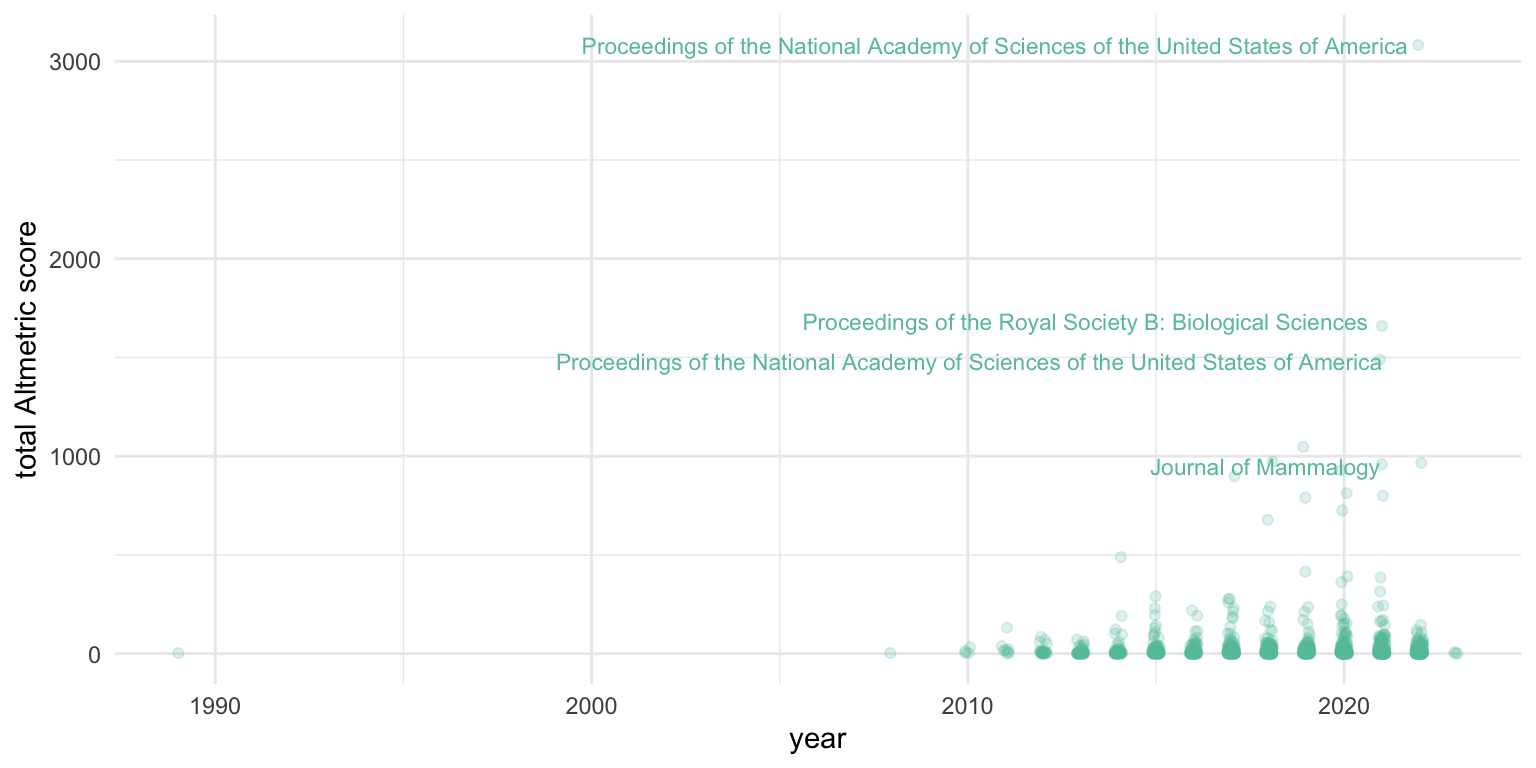 Proceedings of the National Academy of Sciences of the United States of America
3000
2000
Proceedings of the Royal Society B: Biological Sciences
Proceedings of the National Academy of Sciences of the United States of America
1000
Journal of Mammalogy
0
total Altmetric score
1990
2000
2010
2020
year